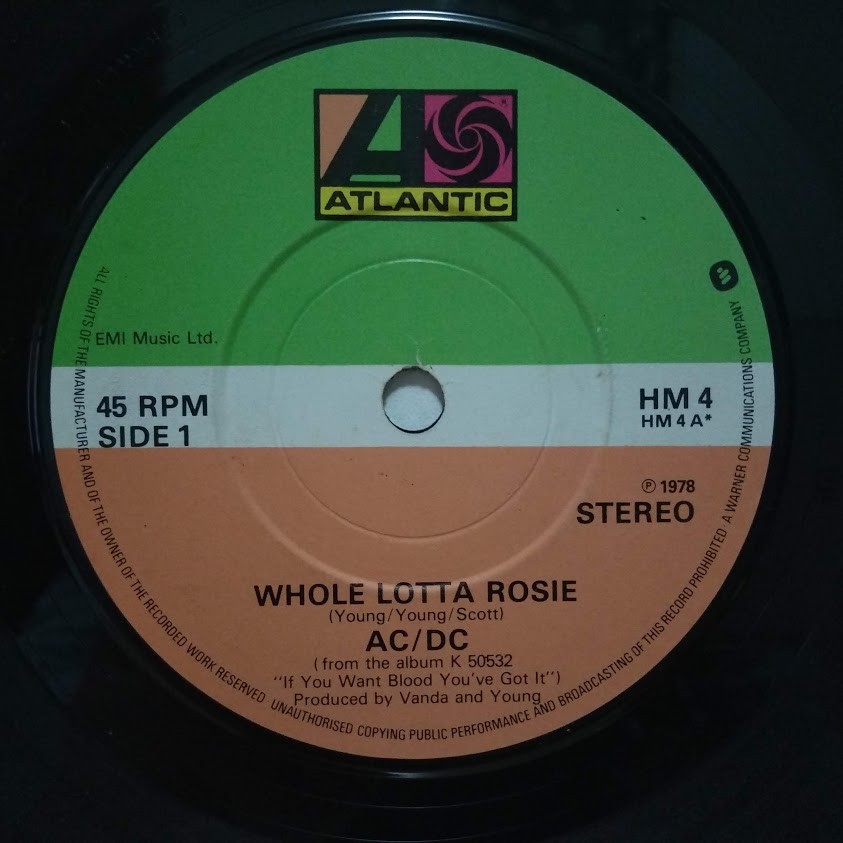 ATLANTIC
EMI Music Ltd.
45 RPM
SIDE 1
HM 4
HM 4 A*
℗ 1978
STEREO
WHOLE LOTTA ROSIE
(Young/Young/Scott)
AC/DC
(from the album K 50532
"If You Want Blood You've Got It")
Produced by Vanda and Young
ALL RIGHTS OF THE MANUFACTURER AND OF THE OWNER OF THE RECORDED WORK RESERVED UNAUTHORISED COPYING PUBLIC PERFORMANCE AND BROADCASTING OF THIS RECORD PROHIBITED A WARNER COMMUNICATIONS COMPANY